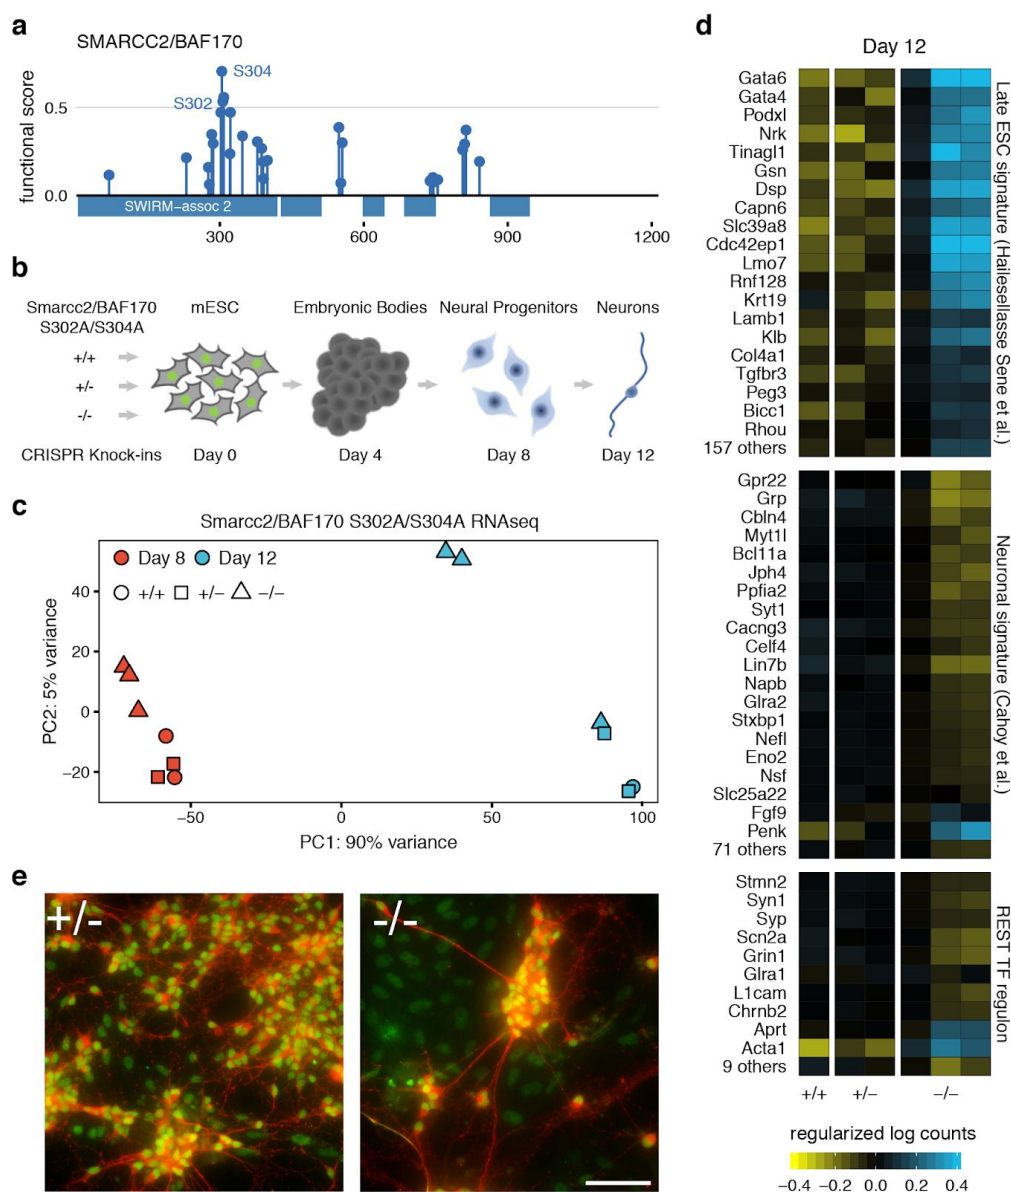 a
SMARCC2/BAF170
functional score
0.5
0.0
S304
S302
SWIRM-assoc 2
300
600
900
1200
b
Smarcc2/BAF170
S302A/S304A
+/+
+/-
-/-
CRISPR Knock-ins
mESC
Embryonic Bodies
Neural Progenitors
Neurons
Day 0
Day 4
Day 8
Day 12
c
Smarcc2/BAF170 S302A/S304A RNAseq
Day 8
Day 12
+/+
+/−
−/−
PC2: 5% variance
40
20
0
−20
−50
0
50
100
PC1: 90% variance
d
Day 12
Gata6
Gata4
Podxl
Nrk
Tinagl1
Gsn
Dsp
Capn6
Slc39a8
Cdc42ep1
Lmo7
Rnf128
Krt19
Lamb1
Klb
Col4a1
Tgfbr3
Peg3
Bicc1
Rhou
157 others
Late ESC signature (Hailesellasse Sene et al.)
Gpr22
Grp
Cbln4
Myt1l
Bcl11a
Jph4
Ppfia2
Syt1
Cacng3
Celf4
Lin7b
Napb
Glra2
Stxbp1
Nefl
Eno2
Nsf
Slc25a22
Fgf9
Penk
71 others
Neuronal signature (Cahoy et al.)
Stmn2
Syn1
Syp
Scn2a
Grin1
Glra1
L1cam
Chrnb2
Aprt
Acta1
9 others
REST TF regulon
+/+
+/−
−/−
regularized log counts
−0.4 −0.2 0.0 0.2 0.4
e
+/-
-/-